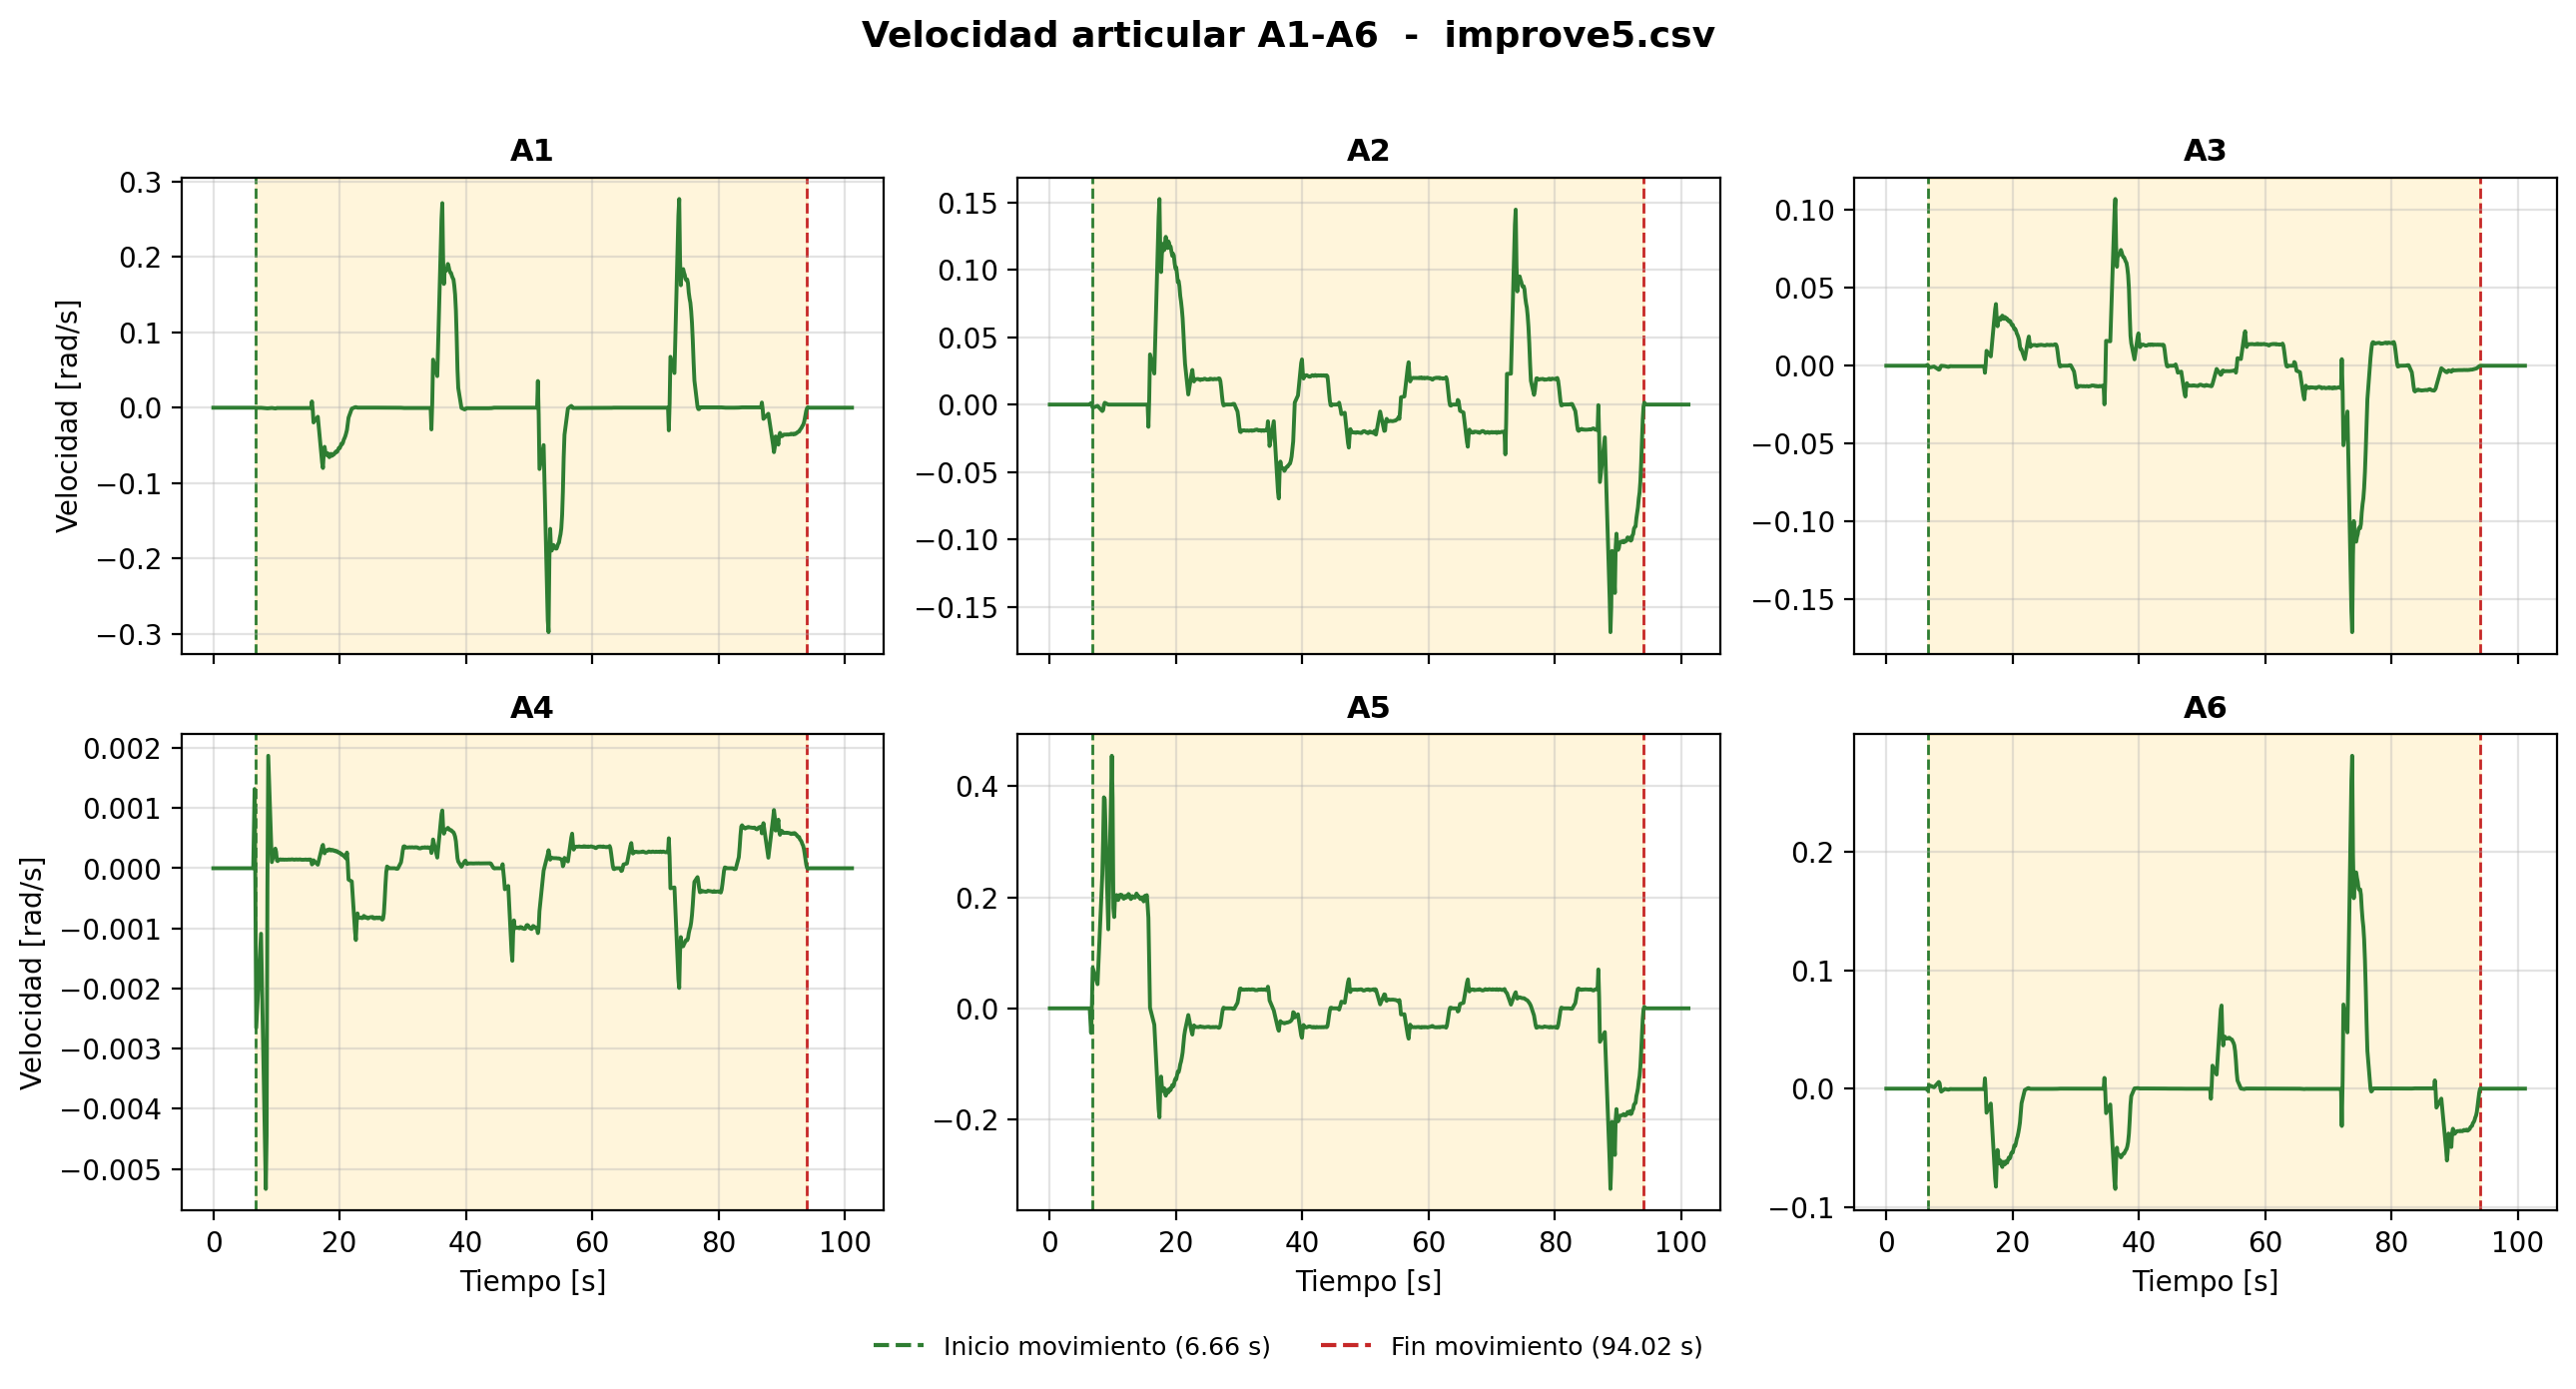 Velocidad articular A1-A6  -  improve5.csv
A1
A2
A3
Velocidad [rad/s]
0.3
0.2
0.1
0.0
−0.1
−0.2
−0.3
0.15
0.10
0.05
0.00
−0.05
−0.10
−0.15
0.10
0.05
0.00
−0.05
−0.10
−0.15
A4
A5
A6
Velocidad [rad/s]
0.002
0.001
0.000
−0.001
−0.002
−0.003
−0.004
−0.005
0.4
0.2
0.0
−0.2
0.2
0.1
0.0
−0.1
0 20 40 60 80 100
0 20 40 60 80 100
0 20 40 60 80 100
Tiempo [s]
Tiempo [s]
Tiempo [s]
Inicio movimiento (6.66 s)
Fin movimiento (94.02 s)